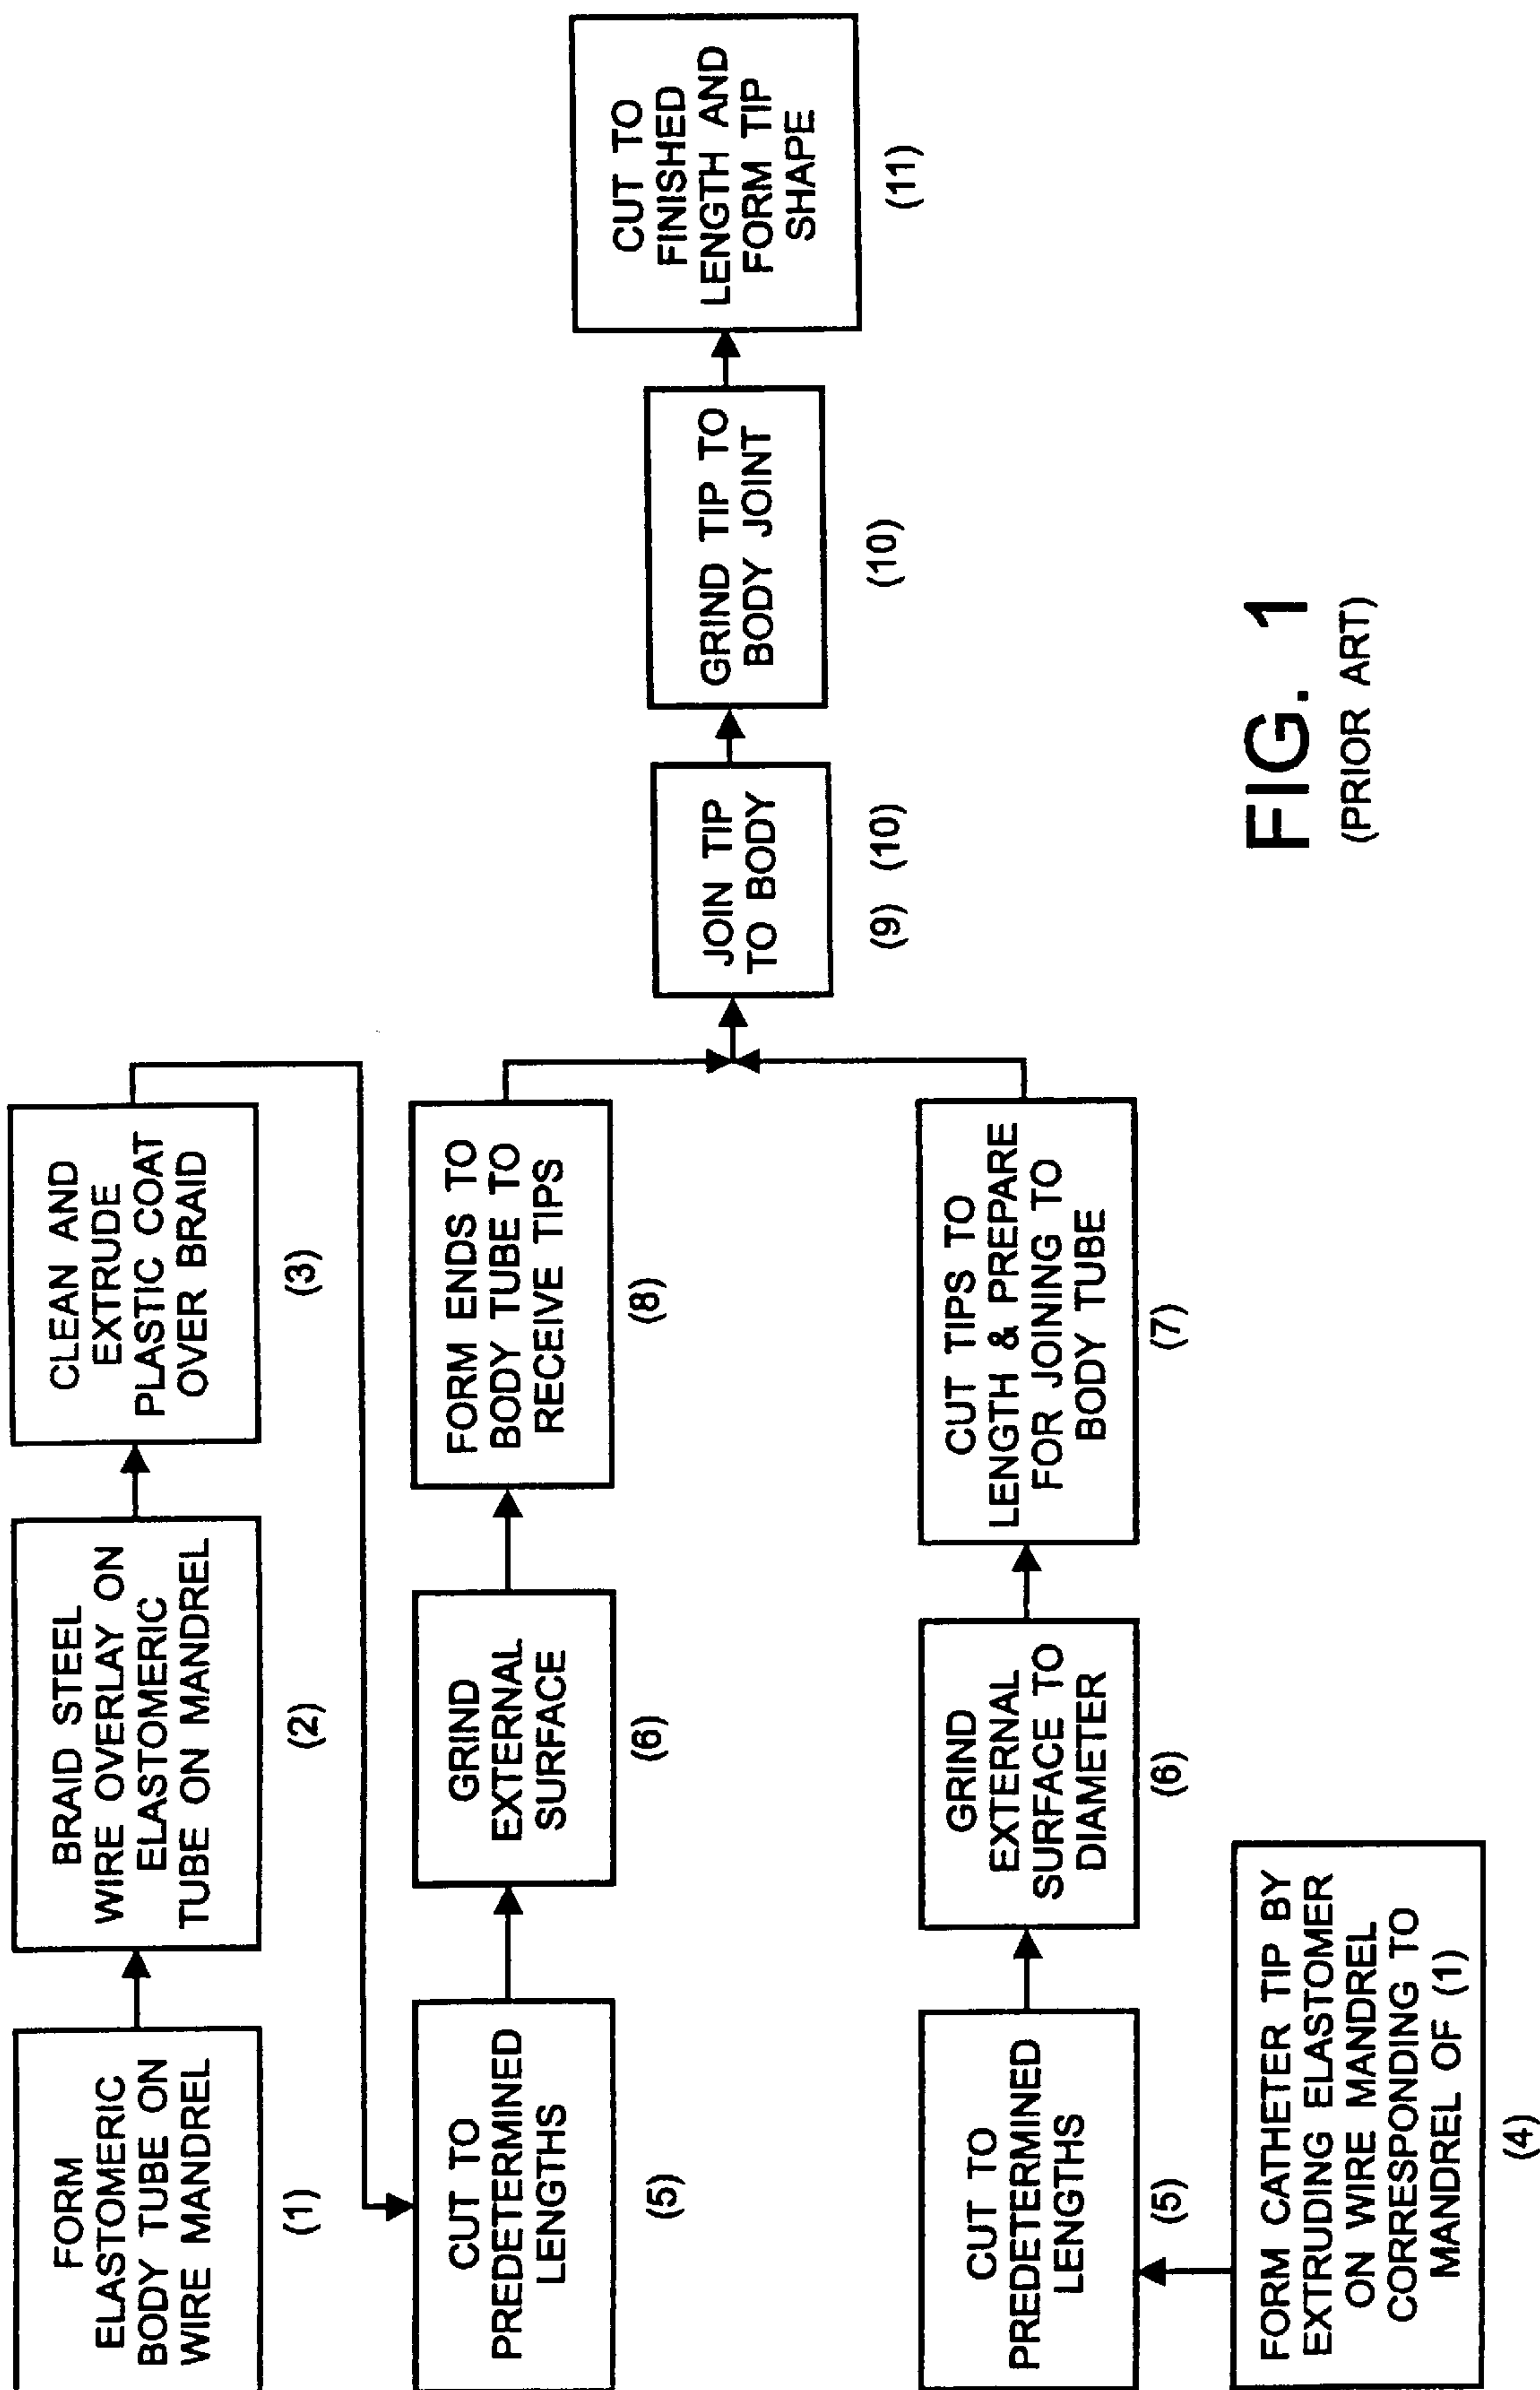 FORM
ELASTOMERIC
BODY TUBE ON
WIRE MANDREL
(1)
BRAID STEEL
WIRE OVERLAY ON
ELASTOMERIC
TUBE ON MANDREL
(2)
CLEAN AND
EXTRUDE
PLASTIC COAT
OVER BRAID
(3)
CUT TO
PREDETERMINED
LENGTHS
(5)
GRIND
EXTERNAL
SURFACE
(6)
FORM ENDS TO
BODY TUBE TO
RECEIVE TIPS
(8)
FORM CATHETER TIP BY
EXTRUDING ELASTOMER
ON WIRE MANDREL
CORRESPONDING TO
MANDREL OF (1)
(4)
CUT TO
PREDETERMINED
LENGTHS
(5)
GRIND
EXTERNAL
SURFACE TO
DIAMETER
(6)
CUT TIPS TO
LENGTH & PREPARE
FOR JOINING TO
BODY TUBE
(7)
JOIN TIP
TO BODY
(9) (10)
GRIND TIP TO
BODY JOINT
(10)
CUT TO
FINISHED
LENGTH AND
FORM TIP
SHAPE
(11)
FIG. 1
(PRIOR ART)